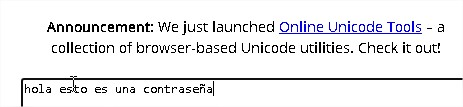 Announcement: We just launched Online Unicode Tools – a
collection of browser-based Unicode utilities. Check it out!
hola esto es una contraseña